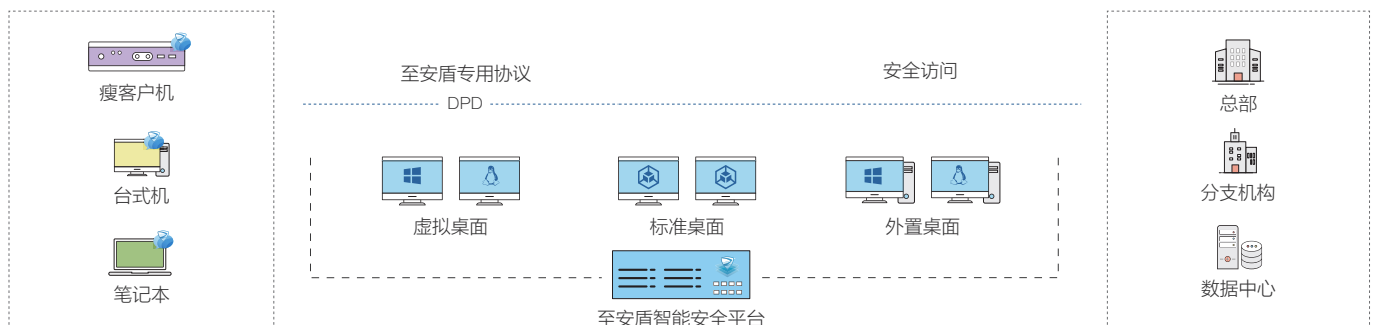 瘦客户机
台式机
笔记本
至安盾专用协议
安全访问
DPD
虚拟桌面
标准桌面
外置桌面
至安盾智能安全平台
总部
分支机构
数据中心